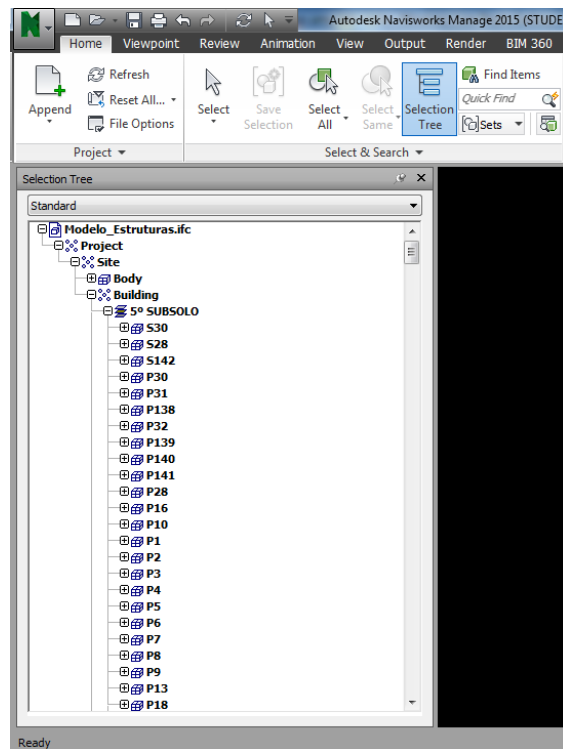 Autodesk Navisworks Manage 2015 (STUDE
Home Viewpoint Review Animation View Output Render BIM 360
Append
Refresh
Reset All...
File Options
Project
Select
Save Selection
Select All
Select Same
Selection Tree
Find Items
Quick Find
Sets
Select & Search
Selection Tree
Standard
Modelo_Estruturas.ifc
Project
Site
Body
Building
5º SUBSOLO
S30
S28
S142
P30
P31
P138
P32
P139
P140
P141
P28
P16
P10
P1
P2
P3
P4
P5
P6
P7
P8
P9
P13
P18
Ready